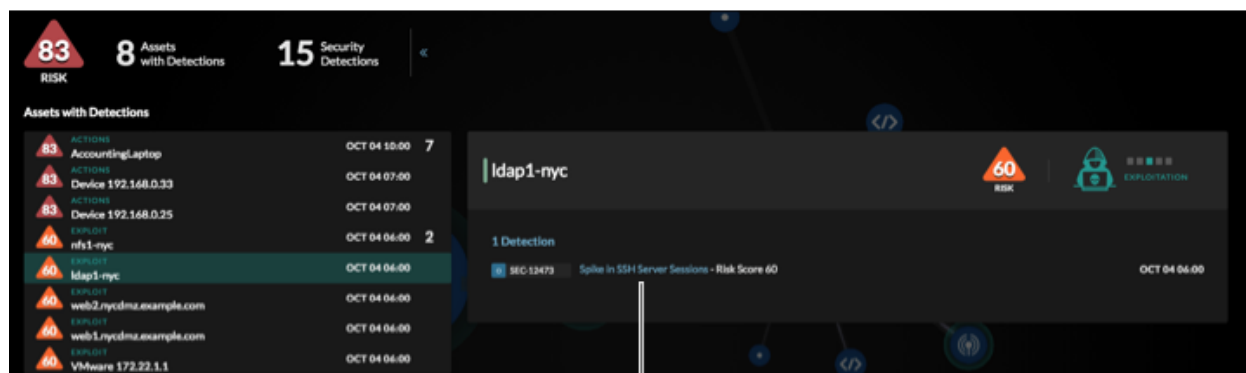 83
RISK
8 Assets with Detections
15 Security Detections
«
Assets with Detections
83 ACTIONS
AccountingLaptop OCT 04 10:00 7
83 ACTIONS
Device 192.168.0.33 OCT 04 07:00
83 ACTIONS
Device 192.168.0.25 OCT 04 07:00
60 EXPLOIT
nfs1-nyc OCT 04 06:00 2
60 EXPLOIT
ldap1-nyc OCT 04 06:00
60 EXPLOIT
web2.nycdmz.example.com OCT 04 06:00
60 EXPLOIT
web1.nycdmz.example.com OCT 04 06:00
60 EXPLOIT
VMware 172.22.1.1 OCT 04 06:00
</>
ldap1-nyc
60
RISK
EXPLOITATION
1 Detection
SEC-12473 Spike in SSH Server Sessions - Risk Score 60 OCT 04 06:00
</>